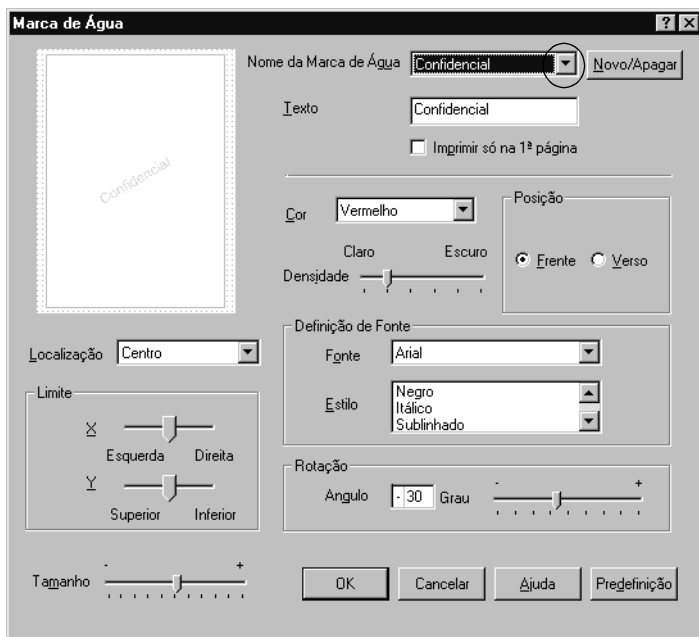 Marca de Água
Nome da Marca de Água Confidencial Novo/Apagar
Texto Confidencial
Imprimir só na 1ª página
Confidencial
Cor Vermelho
Posição
Claro Escuro
Densidade
Frente Verso
Localização Centro
Definição de Fonte
Fonte Arial
Estilo Negro
Itálico
Sublinhado
Limite
X
Esquerda Direita
Y
Superior Inferior
Rotação
- +
Angulo - 30 Grau
Tamanho - +
OK Cancelar Ajuda Predefinição